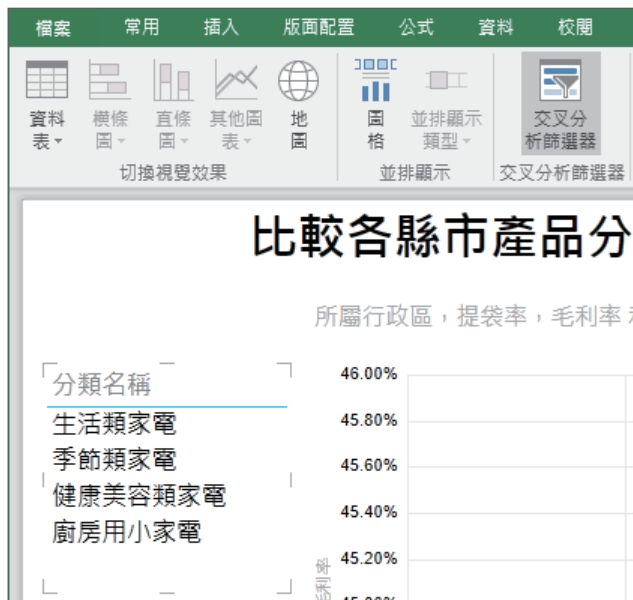 檔案 常用 插入 版面配置 公式 資料 校閱
資料 橫條 直條 其他圖 地 圖 並排顯示 交叉分
表 圖 圖 表 圖 格 類型 析篩選器
切換視覺效果 並排顯示 交叉分析篩選器
比較各縣市產品分
所屬行政區,提袋率,毛利率
分類名稱
生活類家電
季節類家電
健康美容類家電
廚房用小家電
46.00%
45.80%
45.60%
45.40%
45.20%
毛利率